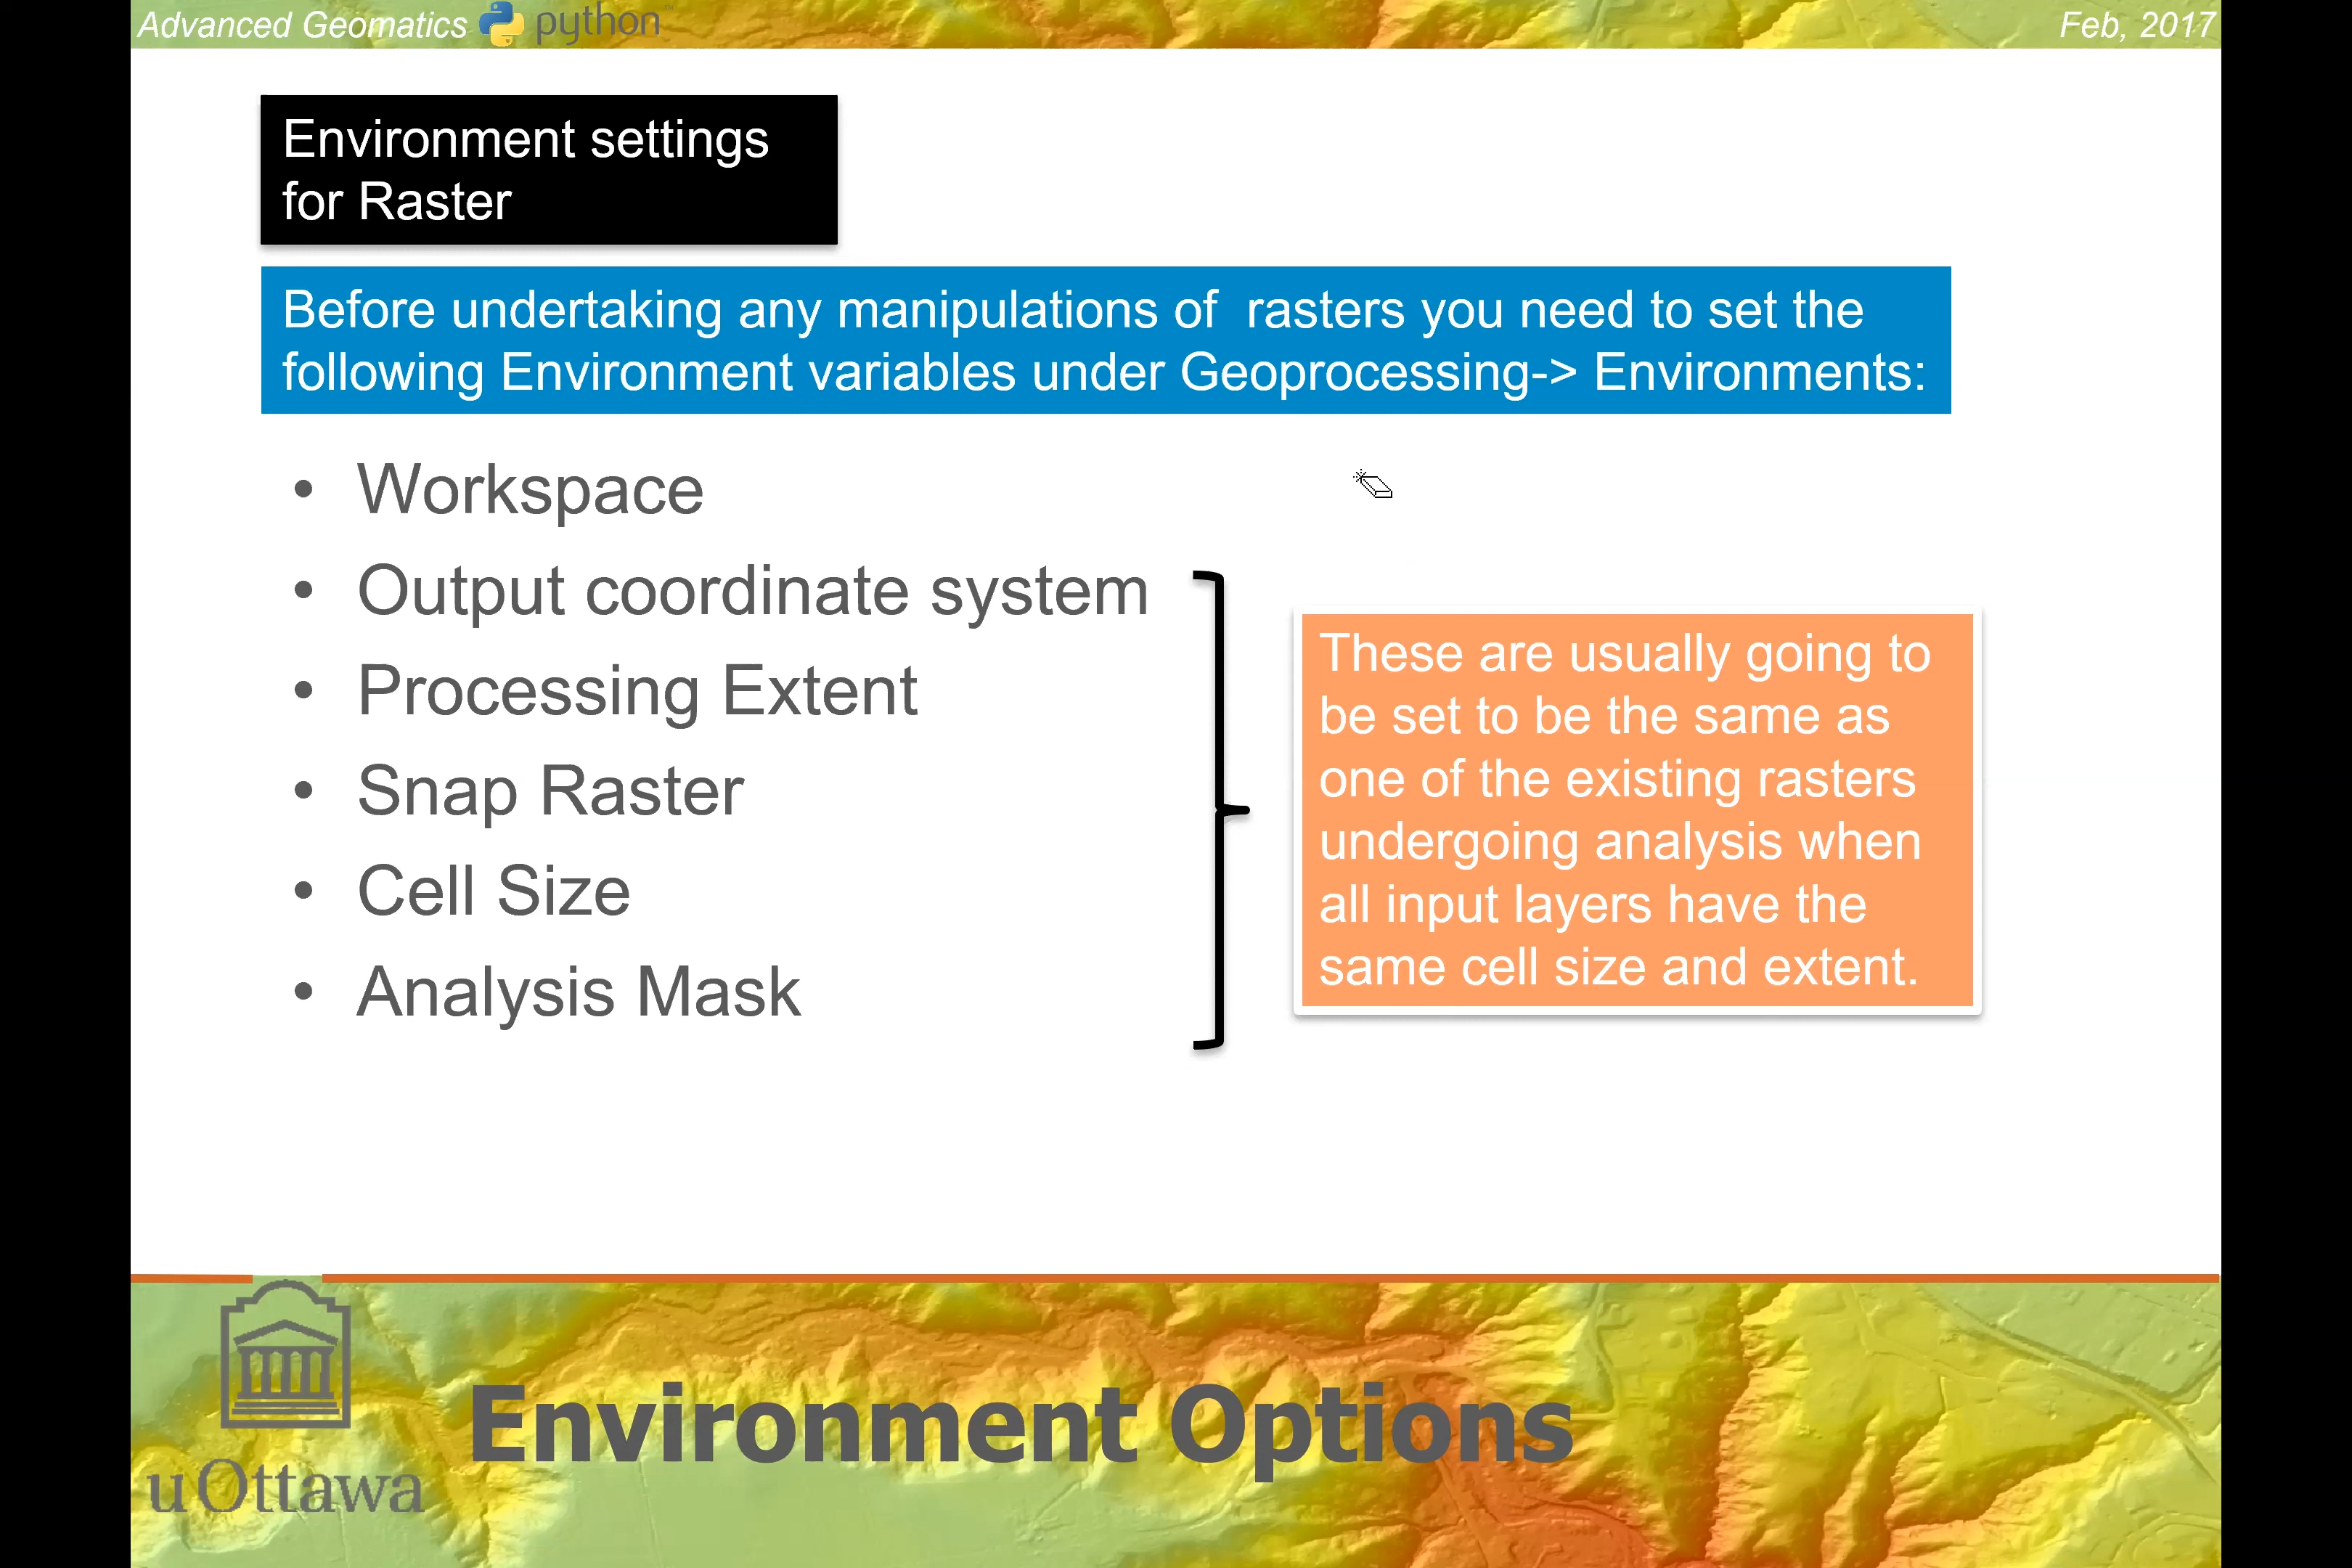 Advanced Geomatics python™ Feb, 2017
Environment settings
for Raster
Before undertaking any manipulations of  rasters you need to set the
following Environment variables under Geoprocessing-> Environments:
• Workspace
• Output coordinate system
• Processing Extent
• Snap Raster
• Cell Size
• Analysis Mask
These are usually going to
be set to be the same as
one of the existing rasters
undergoing analysis when
all input layers have the
same cell size and extent.
Environment Options
uOttawa